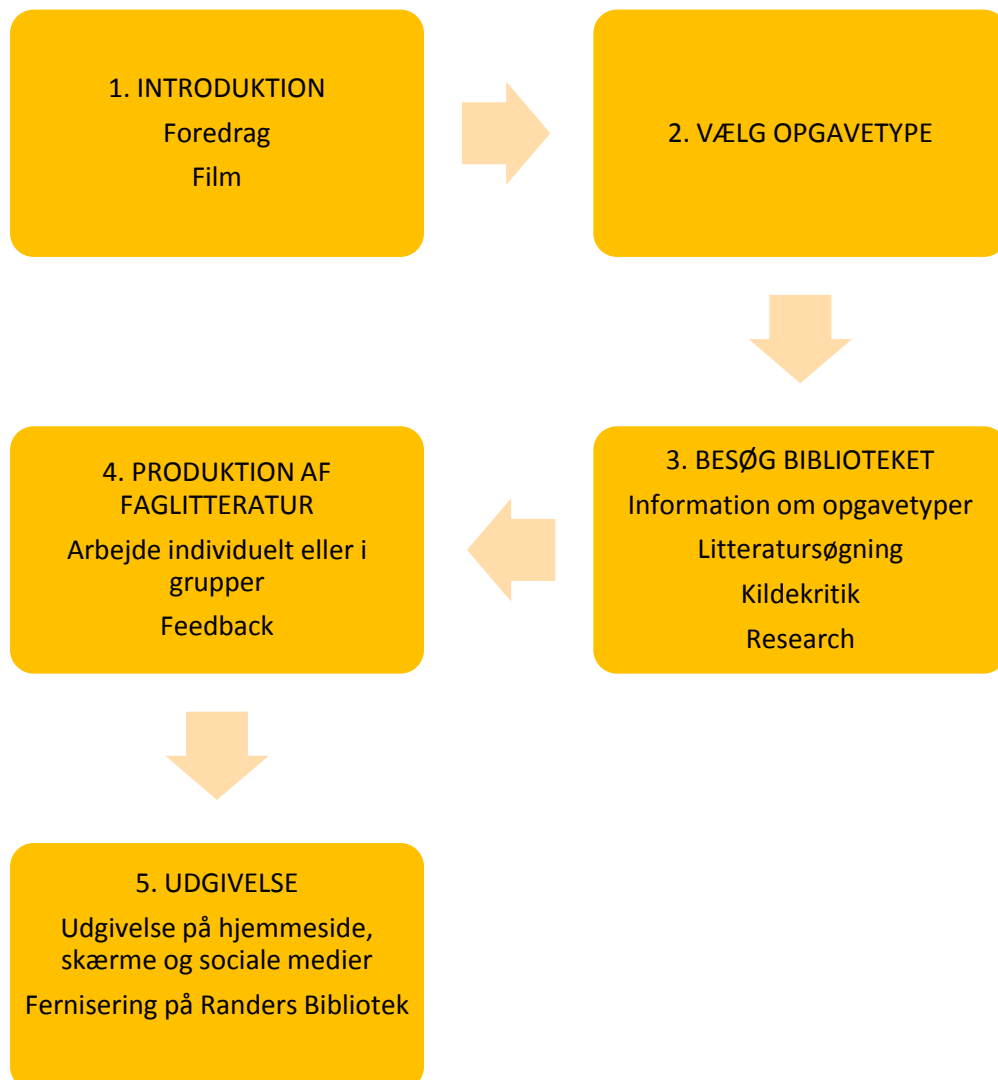 1. INTRODUKTION
Foredrag
Film
2. VÆLG OPGAVETYPE
3. BESØG BIBLIOTEKET
Information om opgavetyper
Litteratursøgning
Kildekritik
Research
4. PRODUKTION AF
FAGLITTERATUR
Arbejde individuelt eller i
grupper
Feedback
5. UDGIVELSE
Udgivelse på hjemmeside,
skærme og sociale medier
Fernisering på Randers Bibliotek